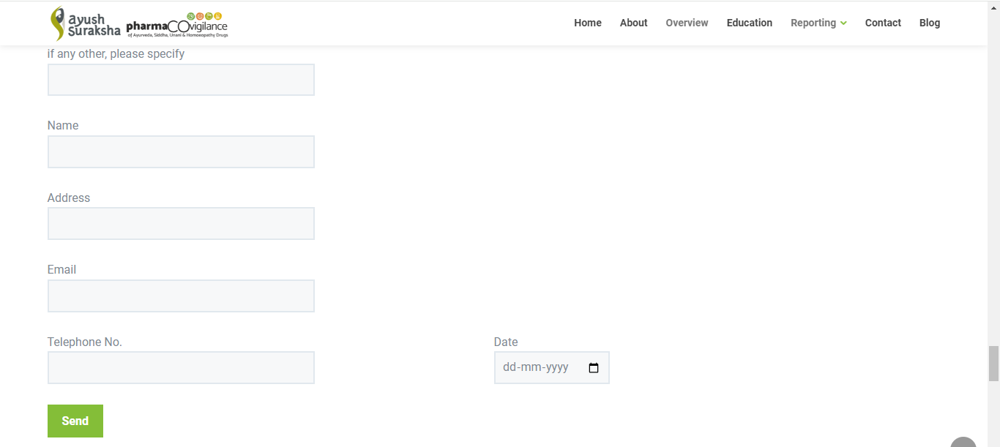 ayush
Suraksha
pharmaCOvigilance
of Ayurveda, Siddha, Unani & Homoeopathy Drugs
Home About Overview Education Reporting Contact Blog
if any other, please specify
Name
Address
Email
Telephone No. Date
dd-mm-yyyy
Send